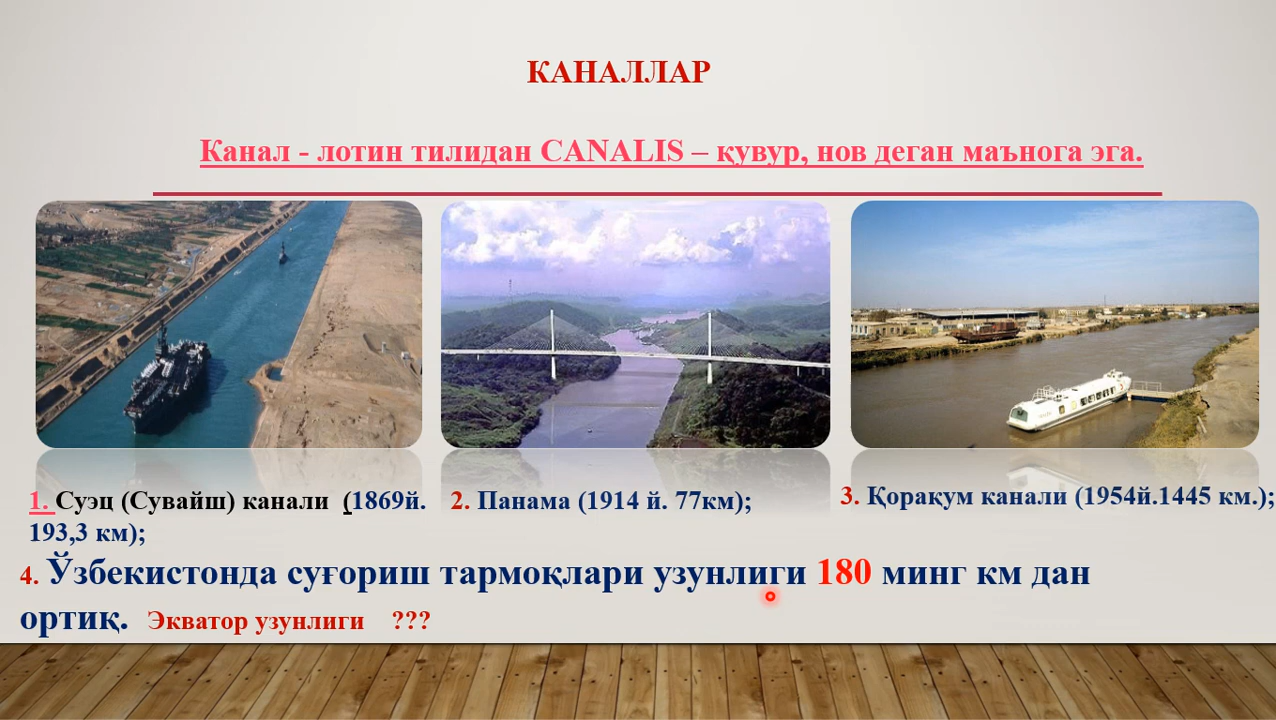 КАНАЛЛАР
Канал - лотин тилидан CANALIS – қувур, нов деган маънога эга.
1. Суэц (Сувайш) канали (1869й.
193,3 км);
2. Панама (1914 й. 77км);
3. Қорақум канали (1954й.1445 км.);
4. Ўзбекистонда суғориш тармоқлари узунлиги 180 минг км дан
ортиқ. Экватор узунлиги ???